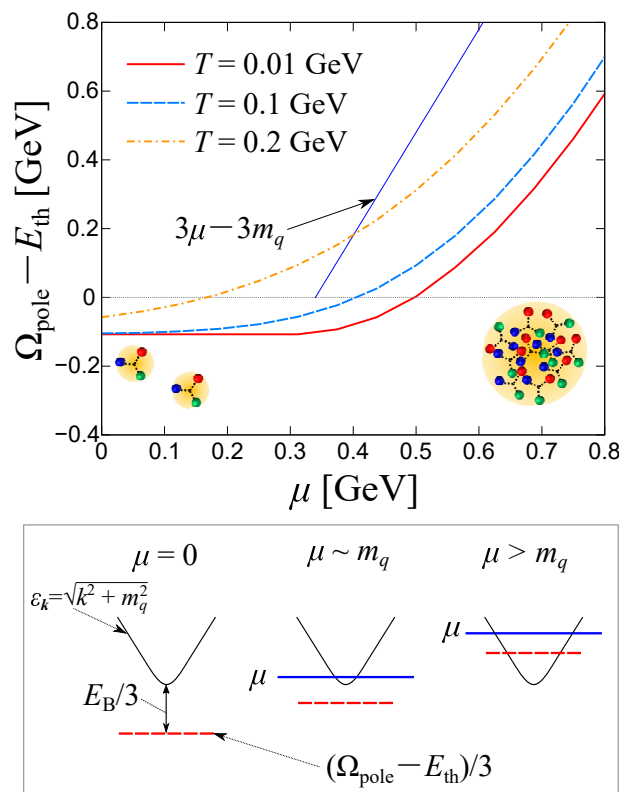 T = 0.01 GeV
T = 0.1 GeV
T = 0.2 GeV
3μ−3m_q
Ω_pole − E_th [GeV]
0.8
0.6
0.4
0.2
0
−0.2
−0.4
0 0.1 0.2 0.3 0.4 0.5 0.6 0.7 0.8
μ [GeV]
μ = 0 μ ~ m_q μ > m_q
ε_k=√k² + m_q²
μ μ
E_B/3
(Ω_pole − E_th)/3